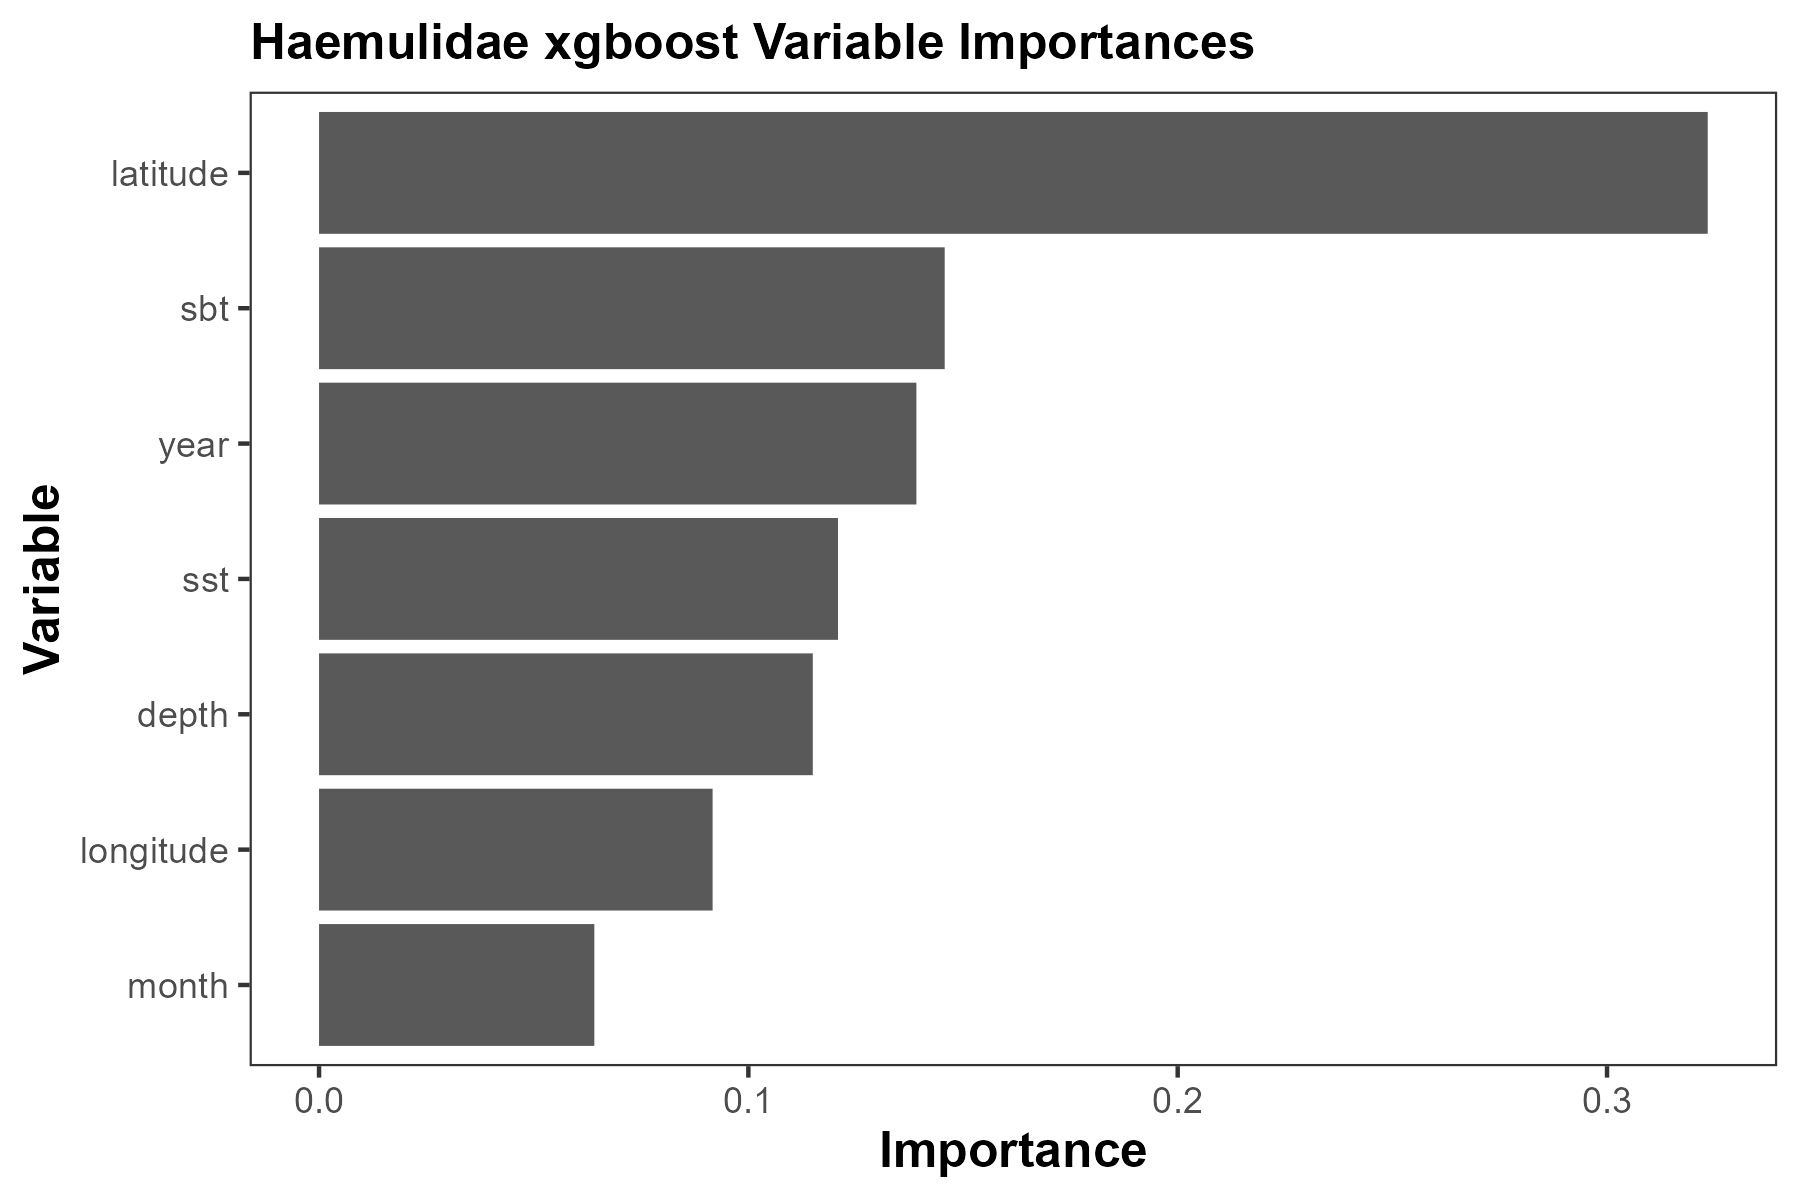 Haemulidae xgboost Variable Importances
Variable
latitude
sbt
year
sst
depth
longitude
month
0.0 0.1 0.2 0.3
Importance